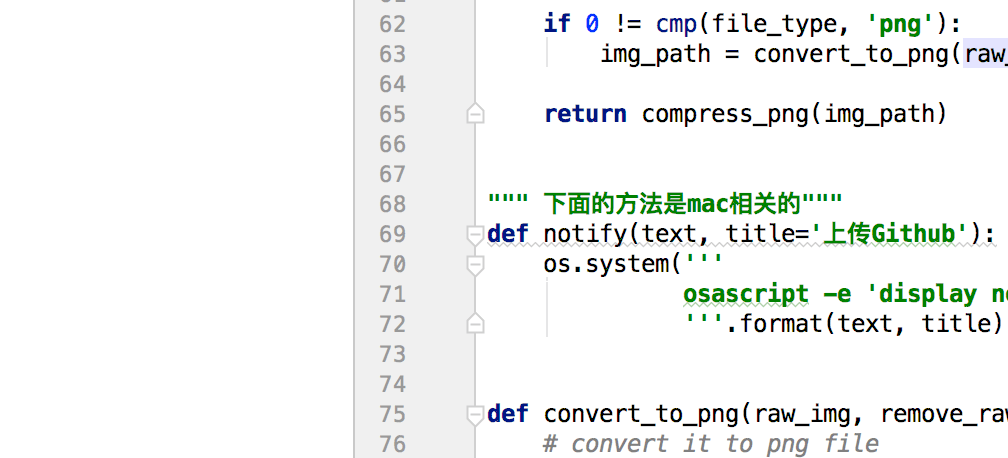 62 if 0 != cmp(file_type, 'png'):
63 img_path = convert_to_png(raw_
64
65 return compress_png(img_path)
66
67
68 """ 下面的方法是mac相关的"""
69 def notify(text, title='上传Github'):
70 os.system('''
71 osascript -e 'display no
72 '''.format(text, title)
73
74
75 def convert_to_png(raw_img, remove_raw
76 # convert it to png file